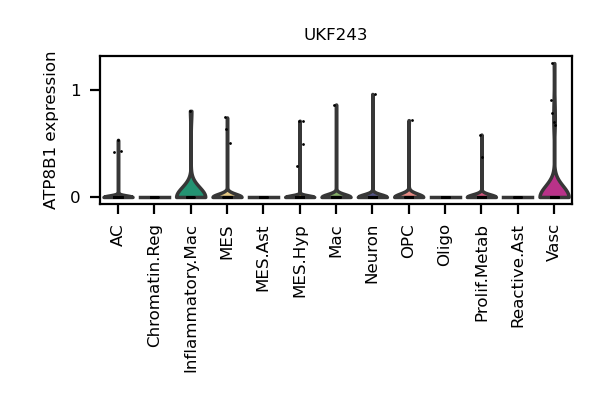 UKF243
ATP8B1 expression
1
0
AC
Chromatin.Reg
Inflammatory.Mac
MES
MES.Ast
MES.Hyp
Mac
Neuron
OPC
Oligo
Prolif.Metab
Reactive.Ast
Vasc